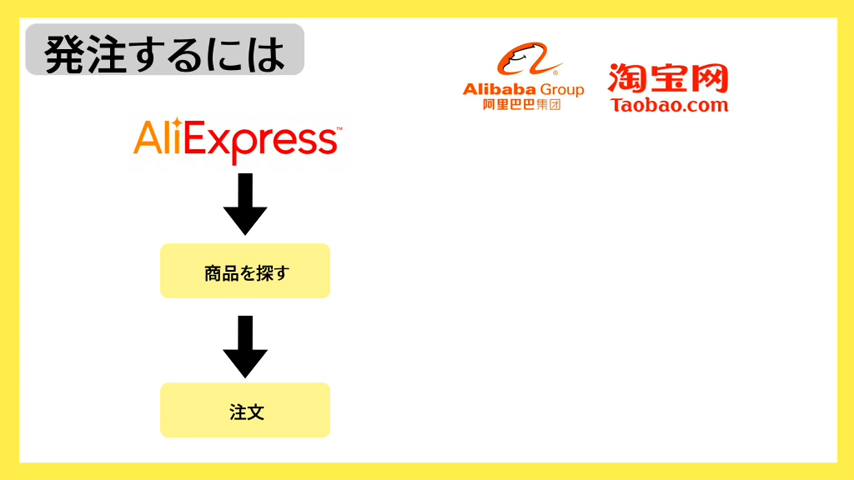 発注するには
Alibaba Group
阿里巴巴集团
淘宝网
Taobao.com
AliExpress™
商品を探す
注文